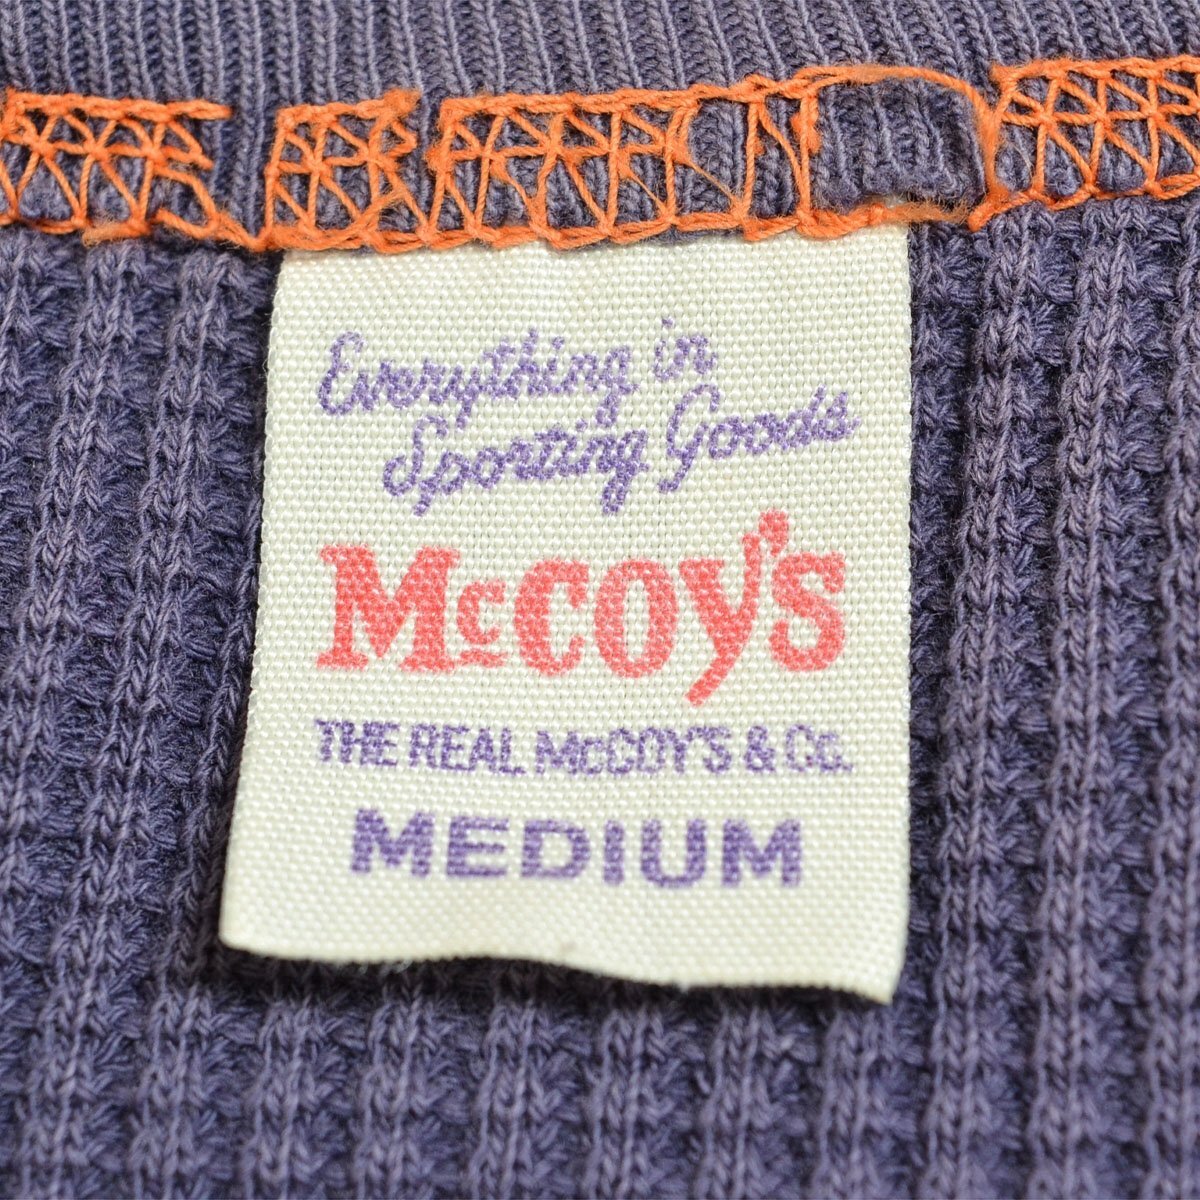 Everything in
Sporting Goods
McCOY'S
THE REAL McCOY'S & Co.
MEDIUM